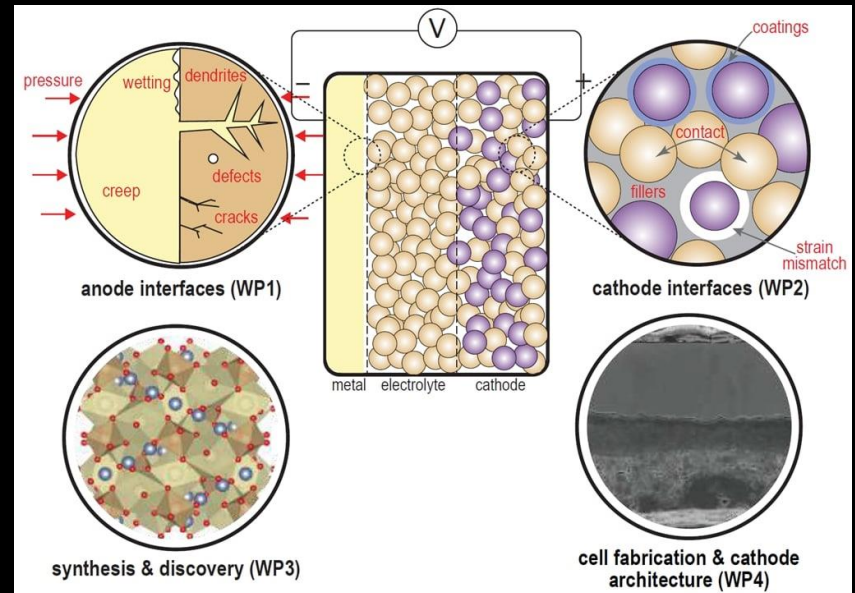 V
coatings
pressure
wetting
dendrites
−
+
contact
creep
defects
fillers
cracks
strain
mismatch
anode interfaces (WP1)
cathode interfaces (WP2)
metal
electrolyte
cathode
synthesis & discovery (WP3)
cell fabrication & cathode
architecture (WP4)